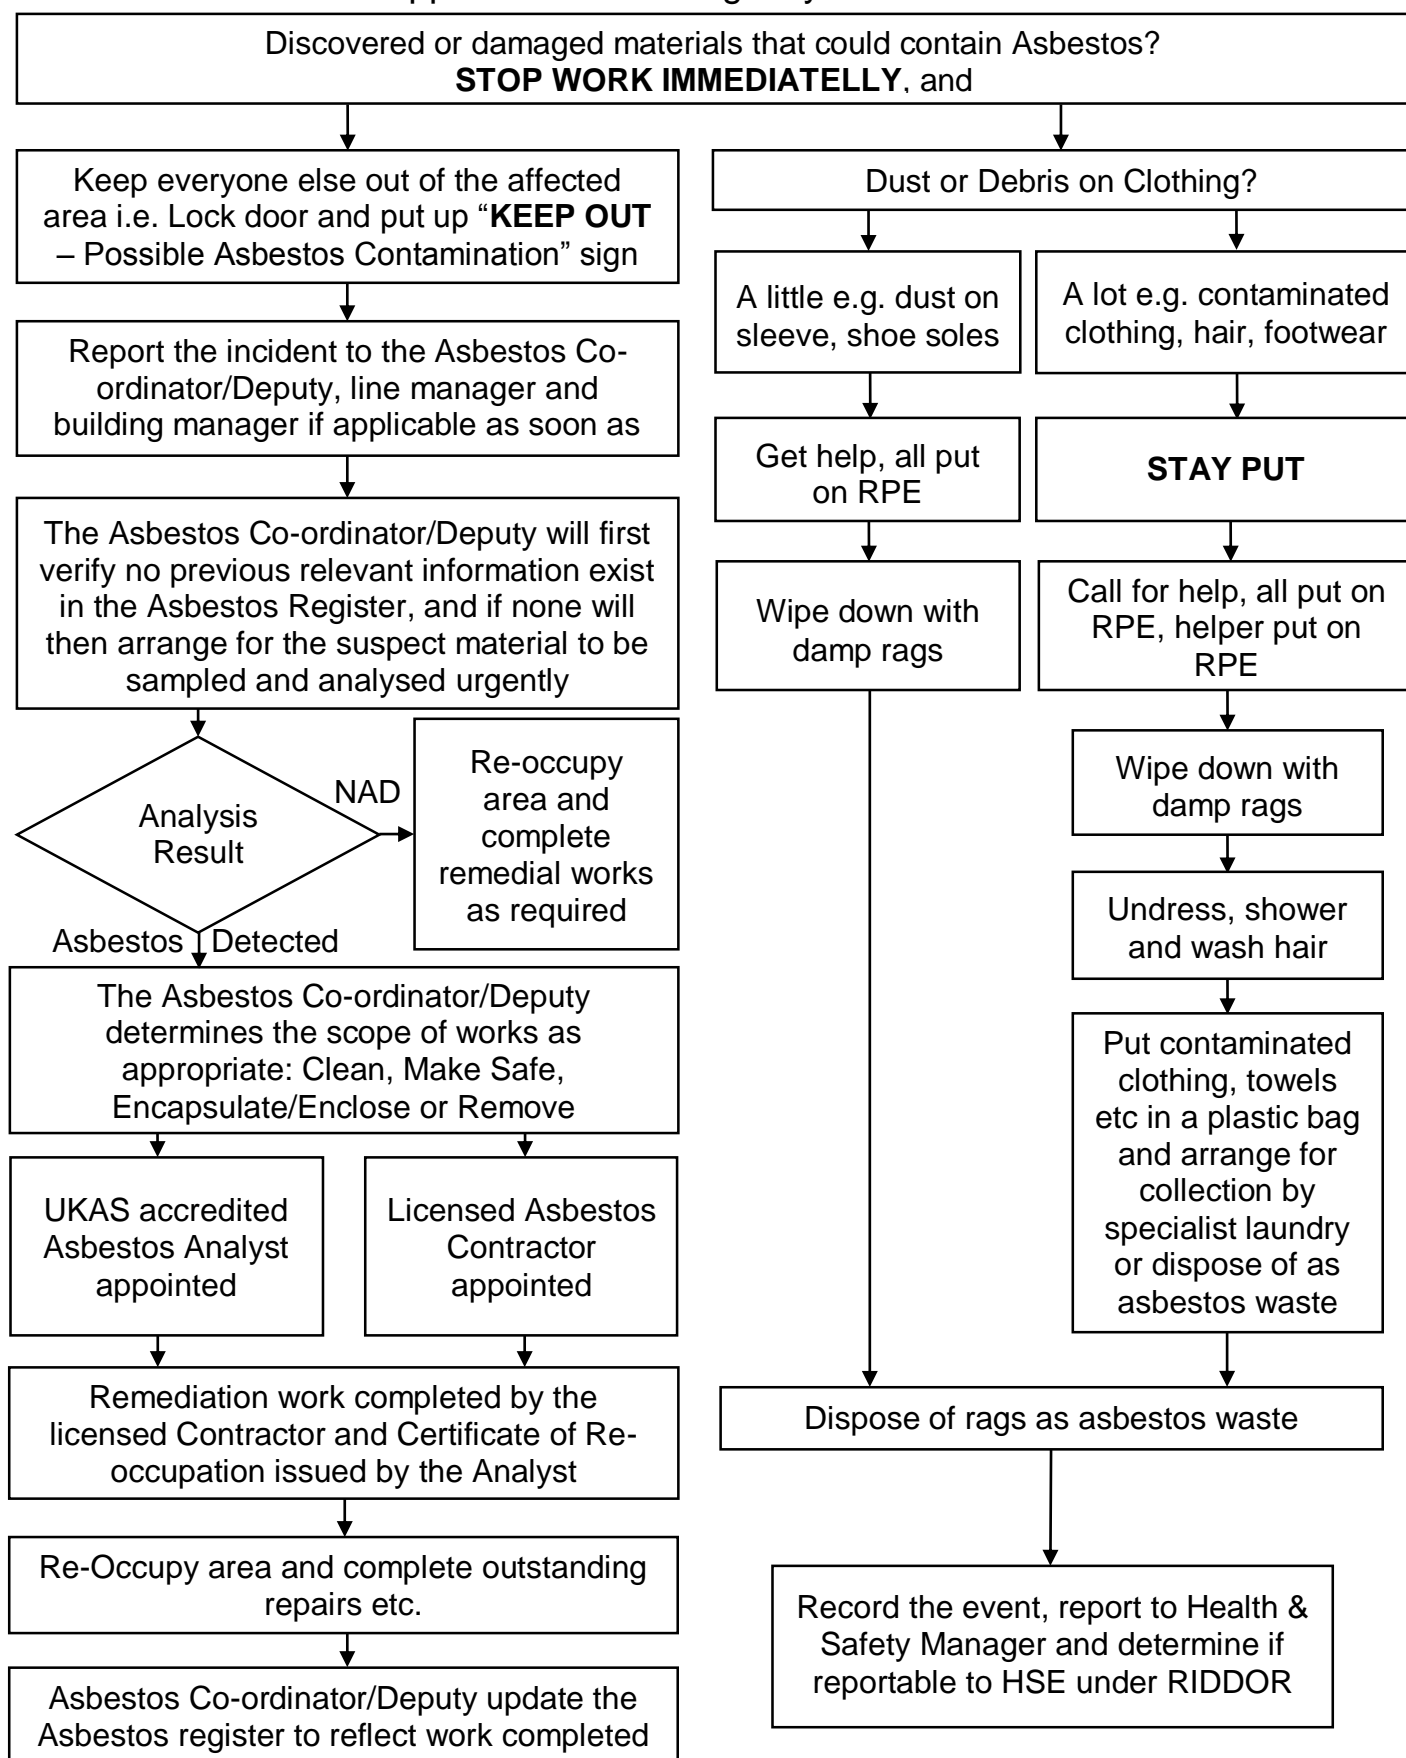 Discovered or damaged materials that could contain Asbestos?
STOP WORK IMMEDIATELLY, and
Keep everyone else out of the affected
area i.e. Lock door and put up “KEEP OUT
– Possible Asbestos Contamination” sign
Report the incident to the Asbestos Co-
ordinator/Deputy, line manager and
building manager if applicable as soon as
The Asbestos Co-ordinator/Deputy will first
verify no previous relevant information exist
in the Asbestos Register, and if none will
then arrange for the suspect material to be
sampled and analysed urgently
Analysis
Result
NAD
Re-occupy
area and
complete
remedial works
as required
Asbestos Detected
The Asbestos Co-ordinator/Deputy
determines the scope of works as
appropriate: Clean, Make Safe,
Encapsulate/Enclose or Remove
UKAS accredited
Asbestos Analyst
appointed
Licensed Asbestos
Contractor
appointed
Remediation work completed by the
licensed Contractor and Certificate of Re-
occupation issued by the Analyst
Re-Occupy area and complete outstanding
repairs etc.
Asbestos Co-ordinator/Deputy update the
Asbestos register to reflect work completed
Dust or Debris on Clothing?
A little e.g. dust on
sleeve, shoe soles
Get help, all put
on RPE
Wipe down with
damp rags
A lot e.g. contaminated
clothing, hair, footwear
STAY PUT
Call for help, all put on
RPE, helper put on
RPE
Wipe down with
damp rags
Undress, shower
and wash hair
Put contaminated
clothing, towels
etc in a plastic bag
and arrange for
collection by
specialist laundry
or dispose of as
asbestos waste
Dispose of rags as asbestos waste
Record the event, report to Health &
Safety Manager and determine if
reportable to HSE under RIDDOR